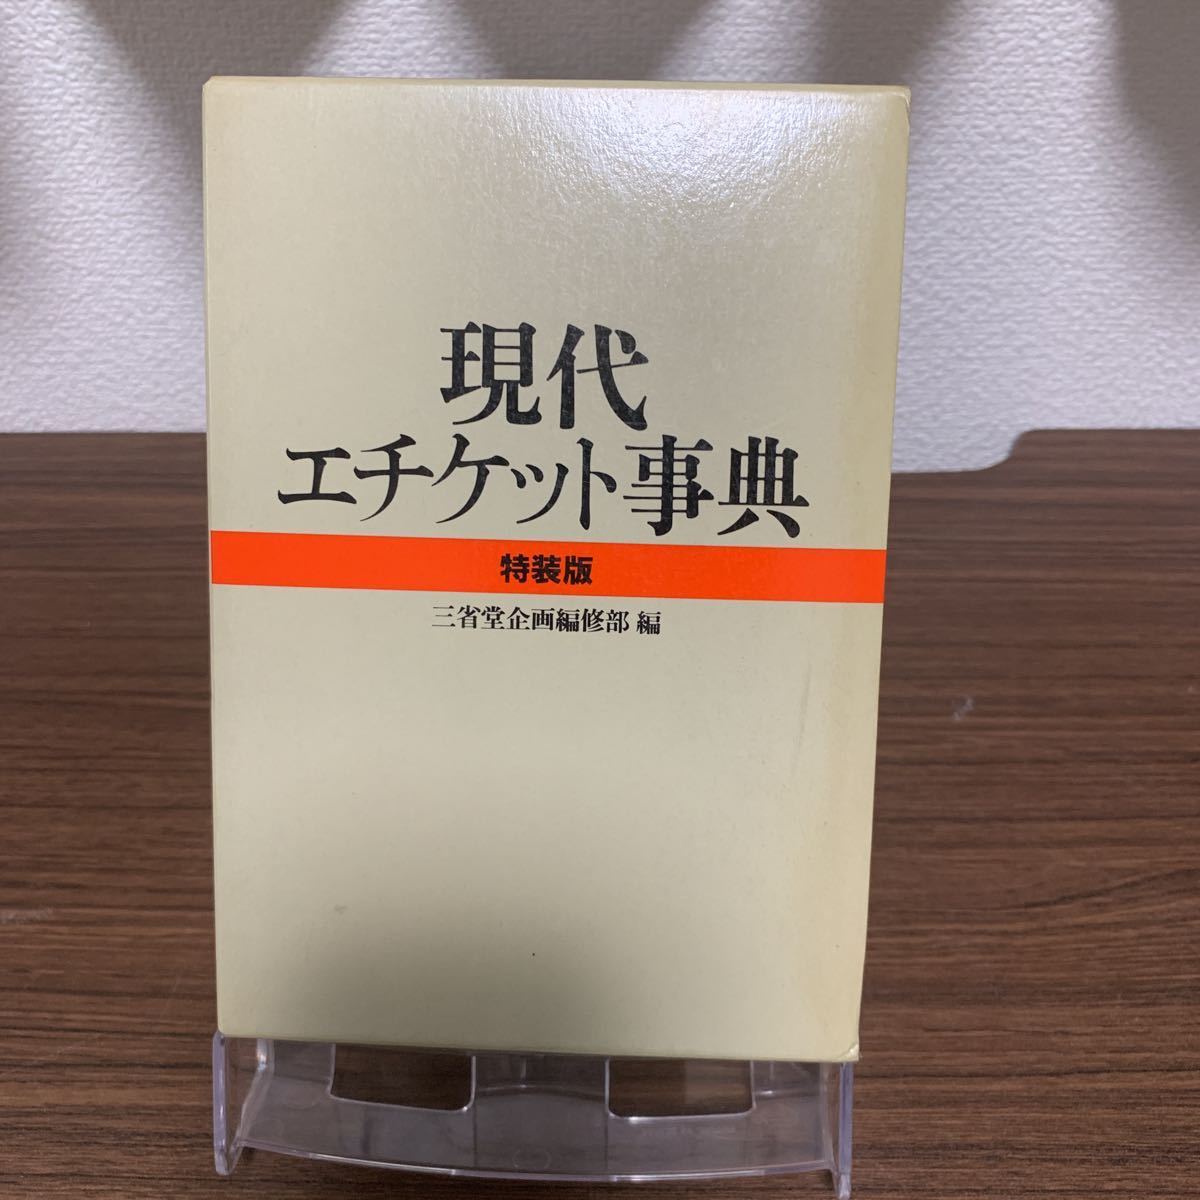 現代
エチケット事典
特装版
三省堂企画編修部 編